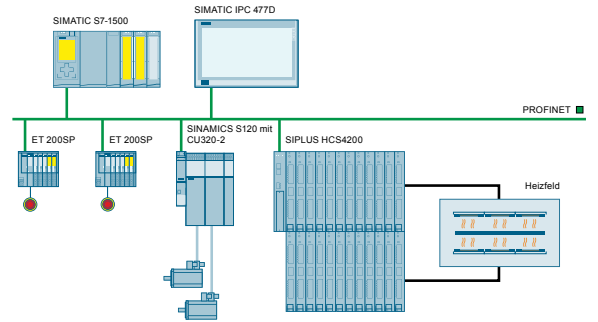 SIMATIC S7-1500
SIMATIC IPC 477D
PROFINET
ET 200SP
ET 200SP
SINAMICS S120 mit
CU320-2
SIPLUS HCS4200
Heizfeld